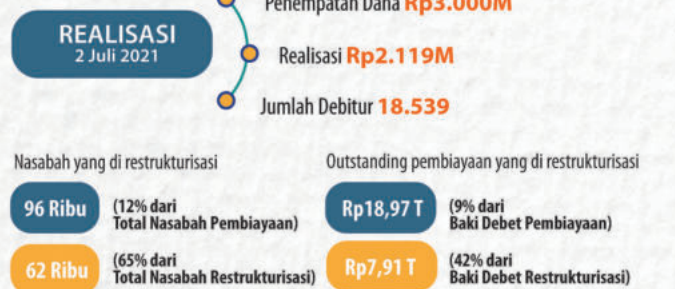 Penempatan Dana Rp3.000M
REALISASI
2 Juli 2021
Realisasi Rp2.119M
Jumlah Debitur 18.539
Nasabah yang di restrukturisasi
96 Ribu
(12% dari
Total Nasabah Pembiayaan)
62 Ribu
(65% dari
Total Nasabah Restrukturisasi)
Outstanding pembiayaan yang di restrukturisasi
Rp18,97 T
(9% dari
Baki Debet Pembiayaan)
Rp7,91 T
(42% dari
Baki Debet Restrukturisasi)